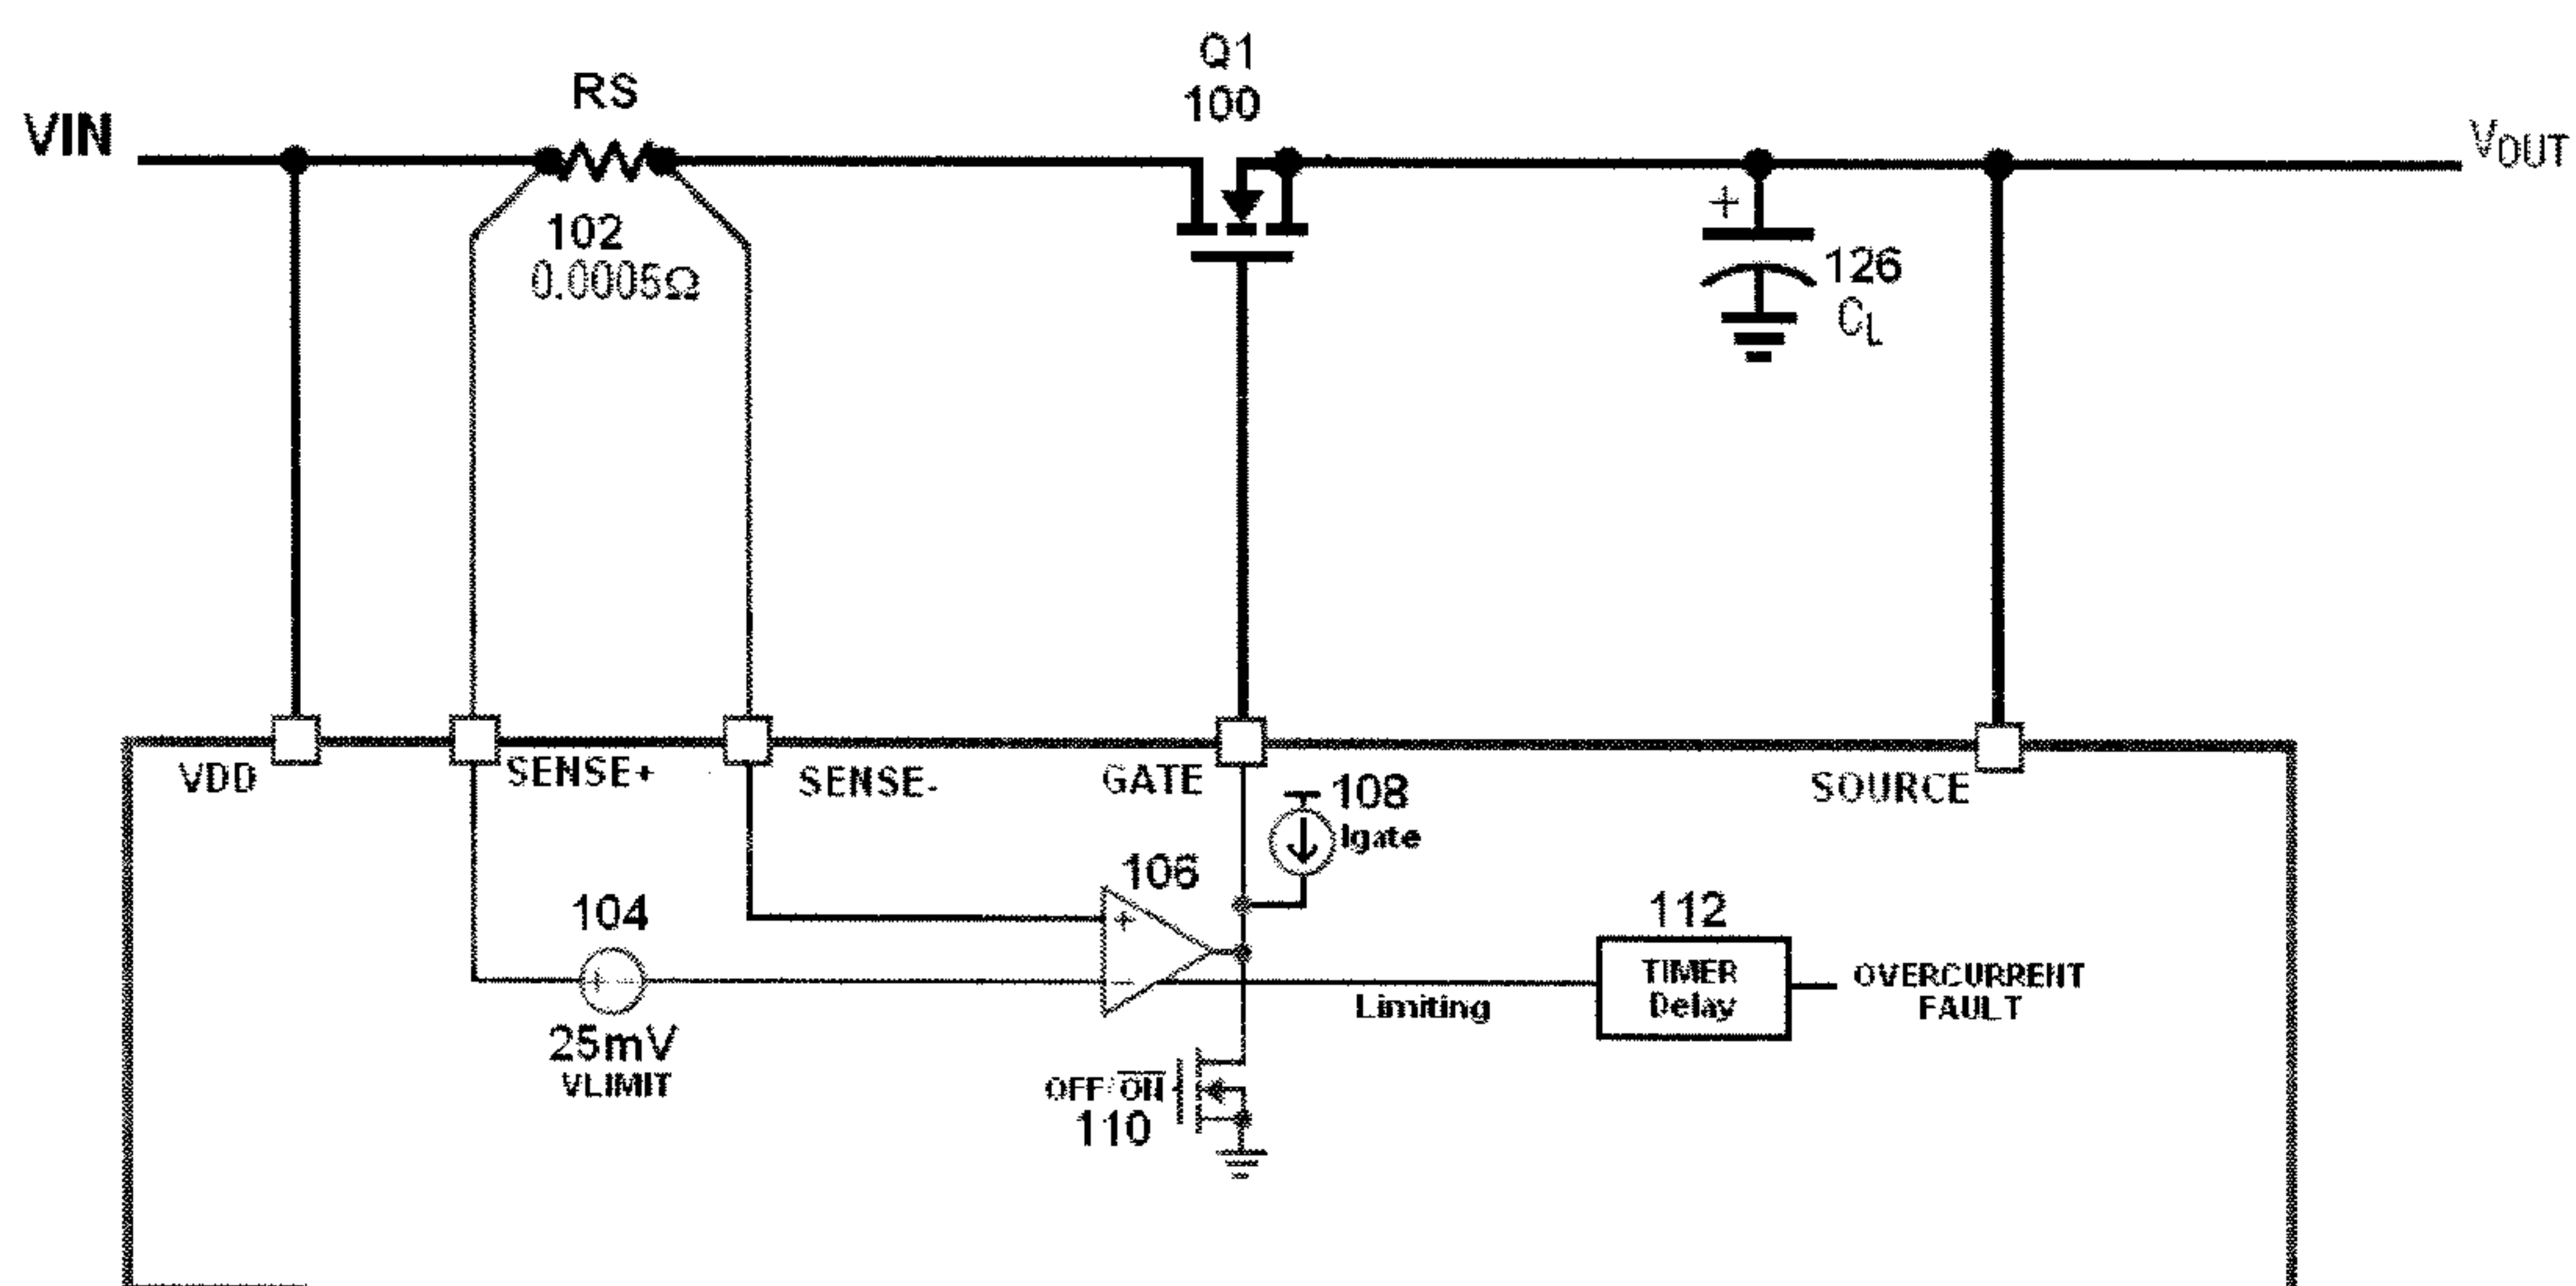 Q1
100
RS
VIN
VOUT
102
0.0005Ω
+
126
CL
VDD
SENSE+
SENSE-
GATE
SOURCE
108
Igate
106
+
-
104
+ -
25mV
VLIMIT
112
TIMER
Delay
OVERCURRENT
FAULT
Limiting
OFF/O̅N̅
110